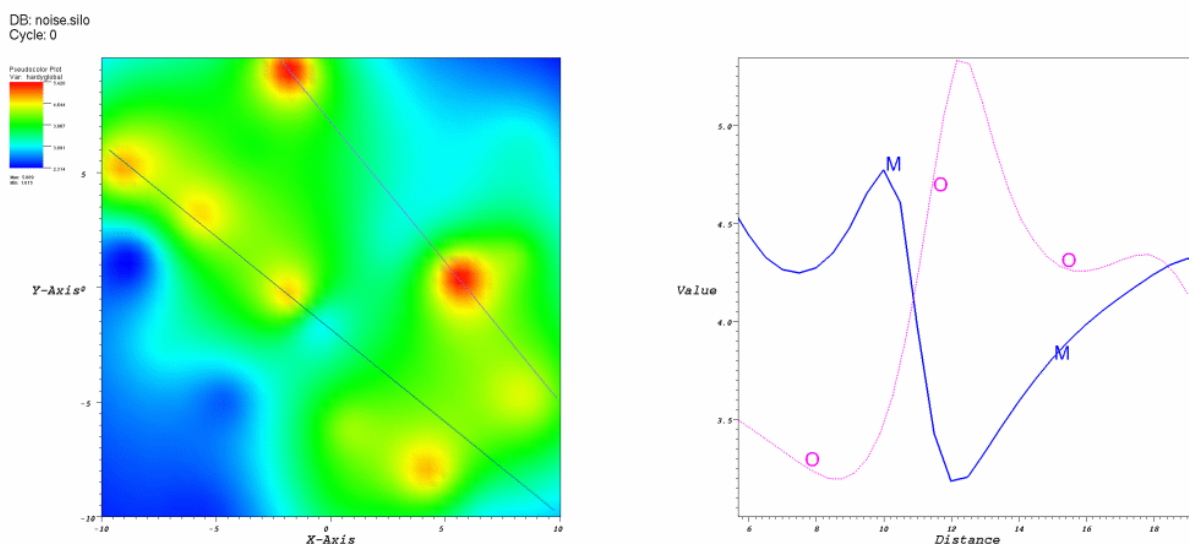 DB: noise.silo
Cycle: 0
Pseudocolor Plot
Var: hardyglobal
5
0
-5
-10
Y-Axis
-10
-5
0
5
10
X-Axis
5.0
4.5
4.0
3.5
Value
M
O
O
M
O
6
8
10
12
14
16
18
Distance